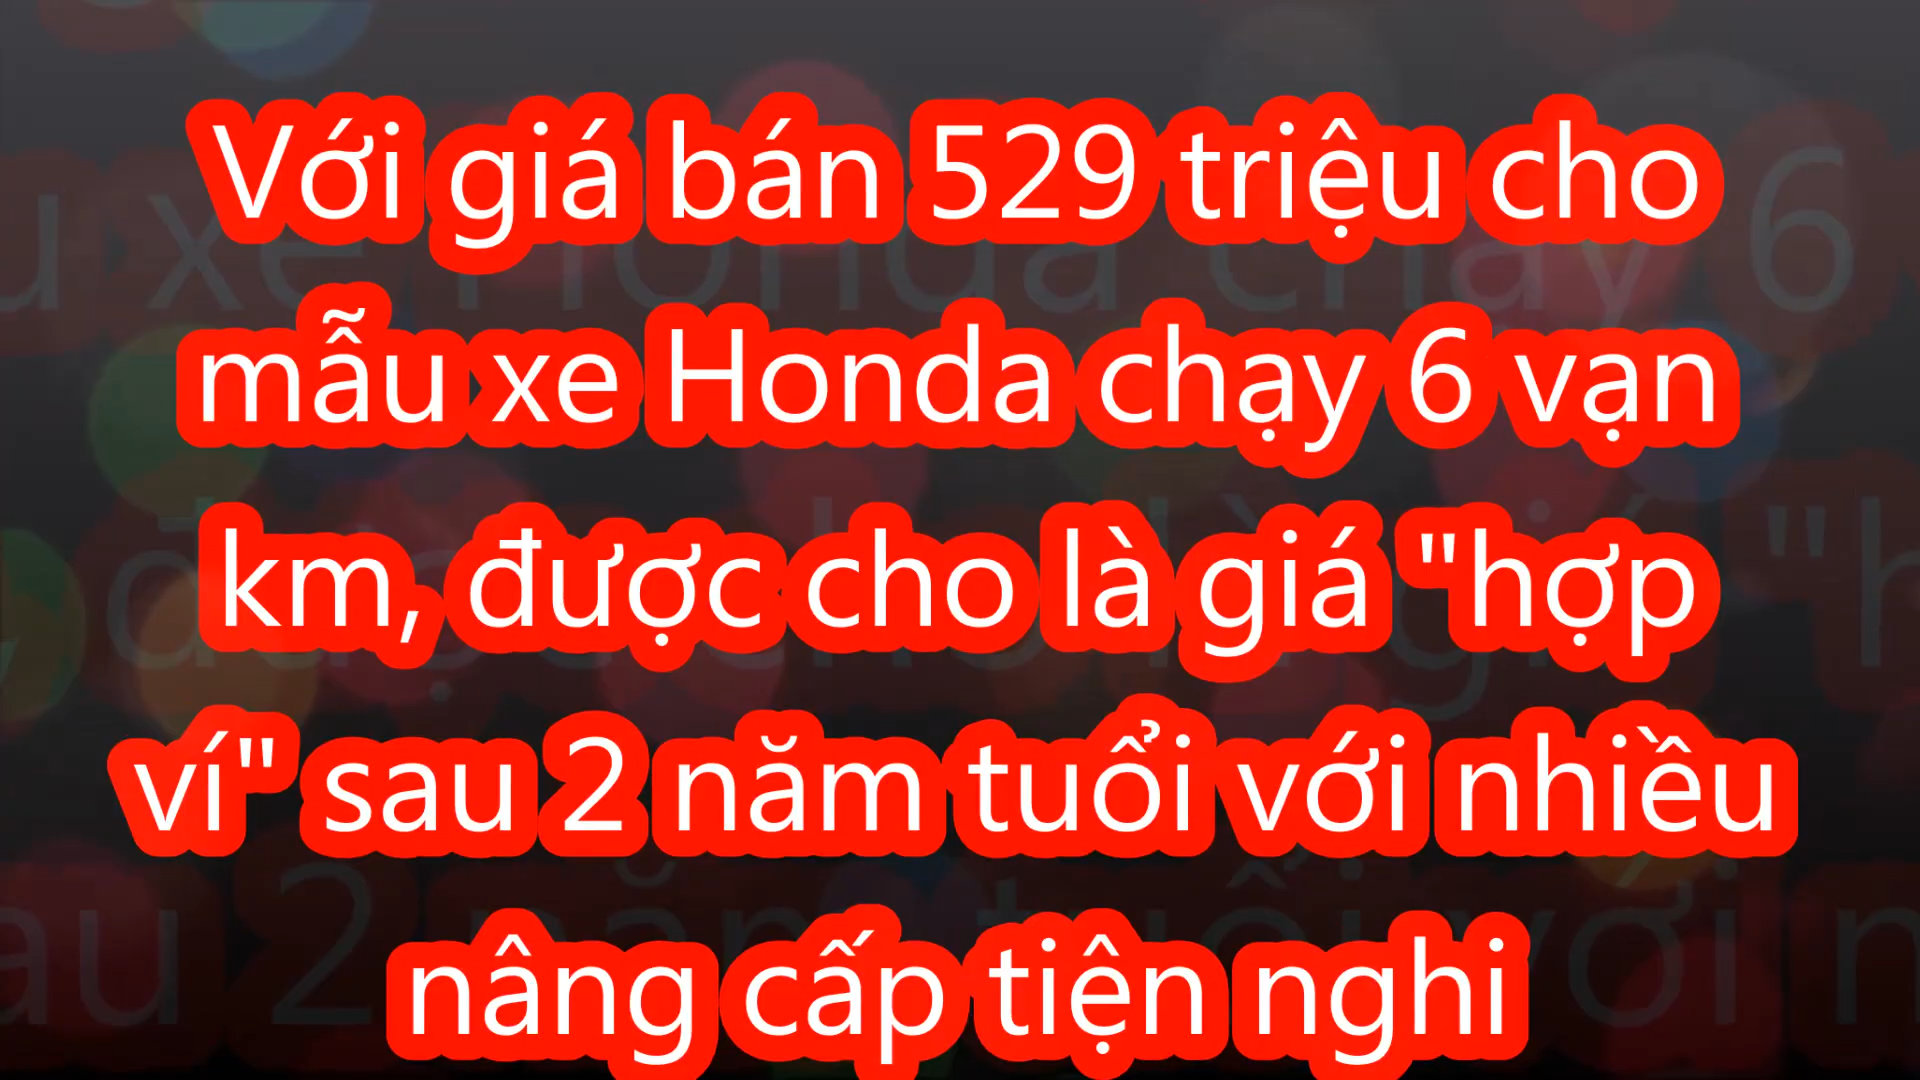 Với giá bán 529 triệu cho
mẫu xe Honda chạy 6 vạn
km, được cho là giá "hợp
ví" sau 2 năm tuổi với nhiều
nâng cấp tiện nghi